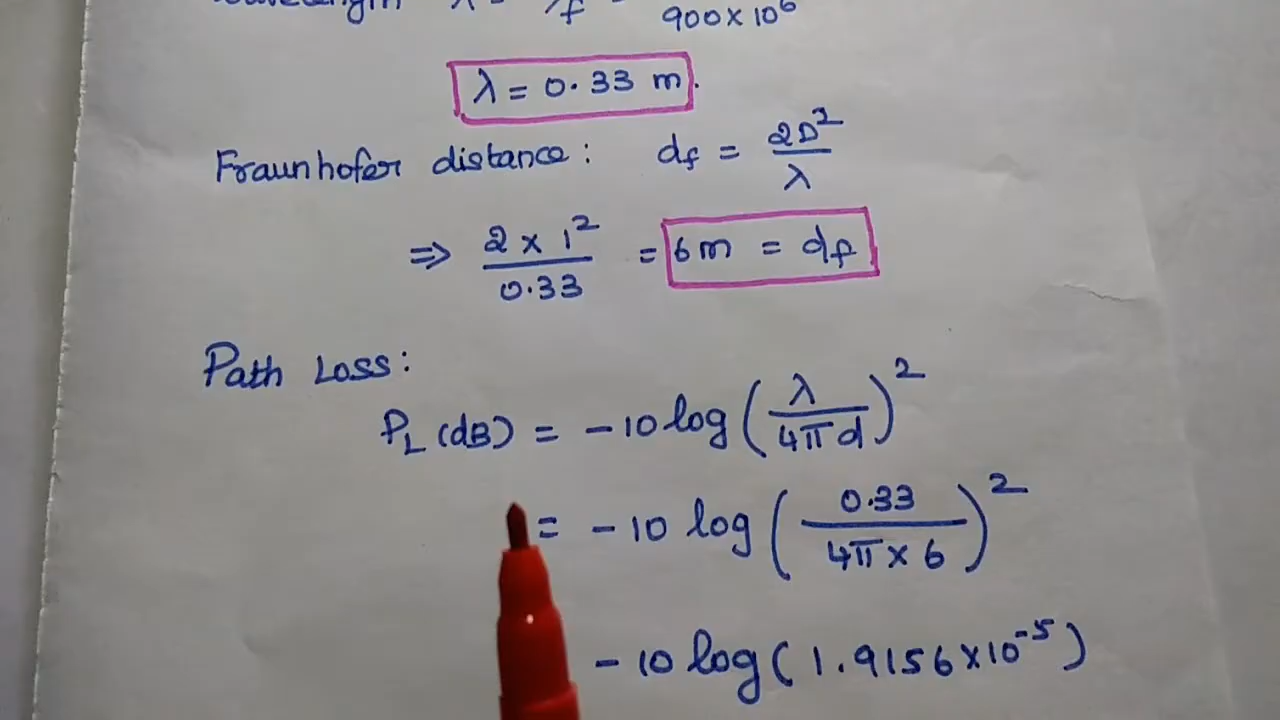 λ = /f =
900 × 10⁶
λ = 0.33 m.
Fraunhofer distance : d_f = 2D²/λ
⇒ 2 × 1²/0.33 = 6m = d_f
Path Loss :
P_L (dB) = -10 log (λ/4πd)²
= -10 log (0.33/4π × 6)²
-10 log (1.9156 × 10⁻⁵)